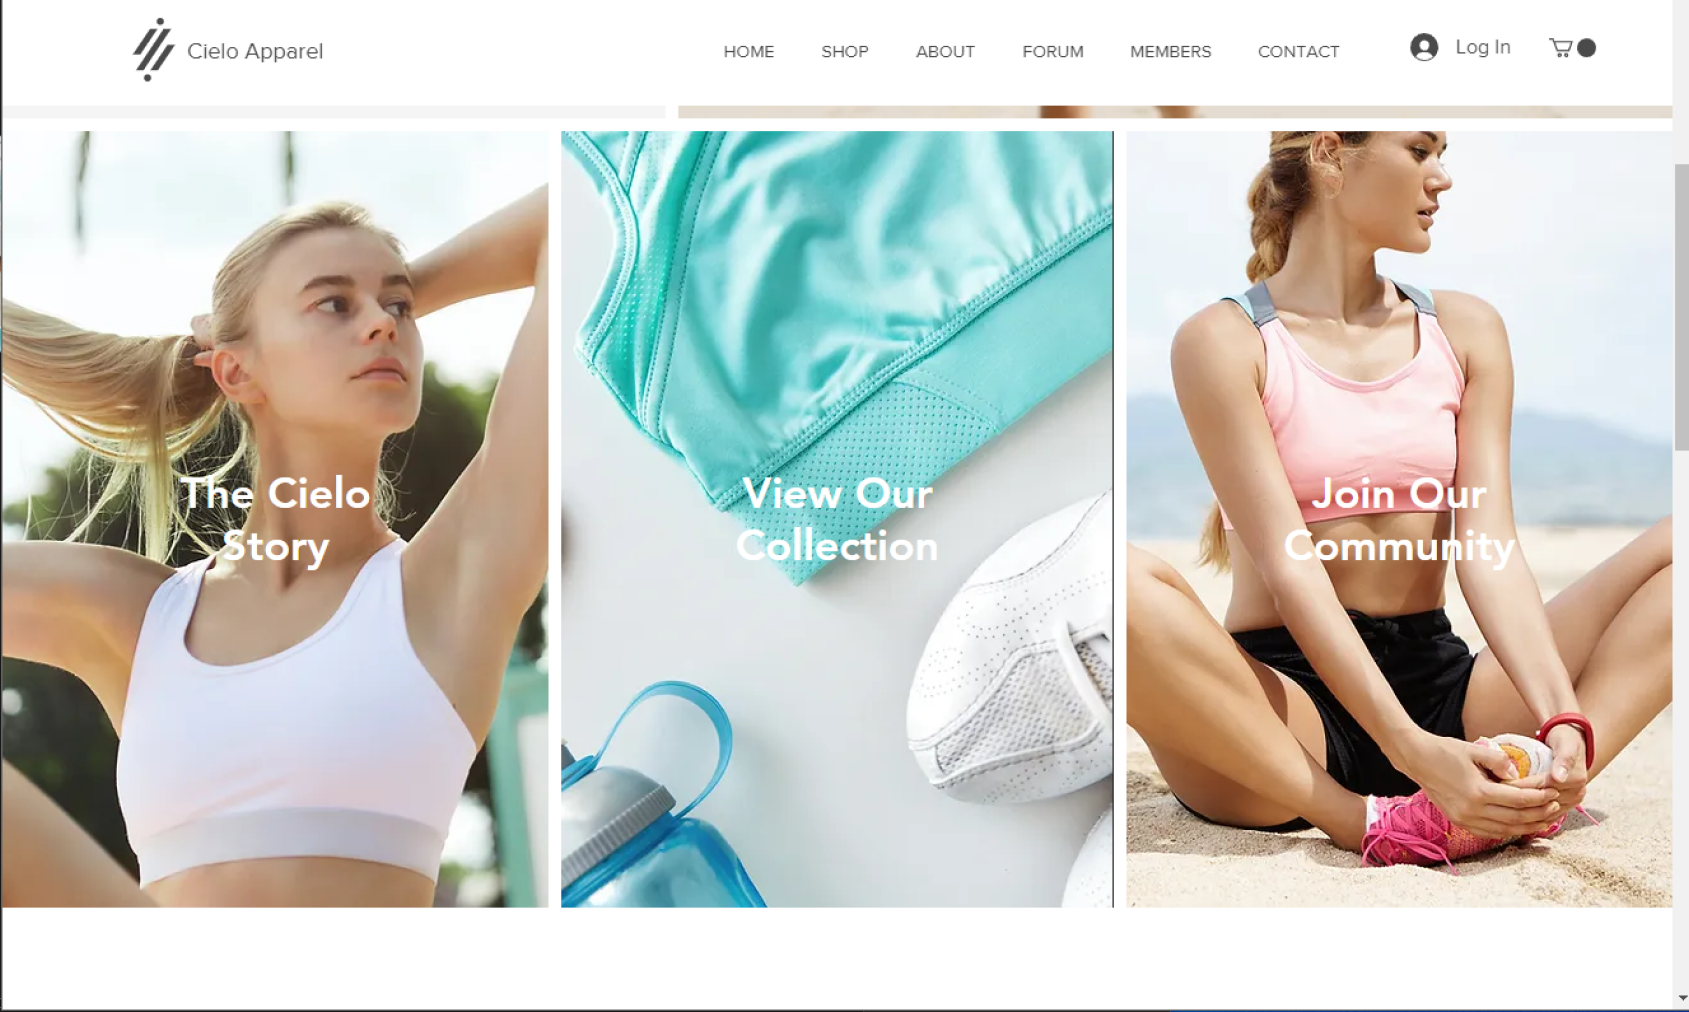 Cielo Apparel
HOME SHOP ABOUT FORUM MEMBERS CONTACT
Log In
The Cielo
Story
View Our
Collection
Join Our
Community